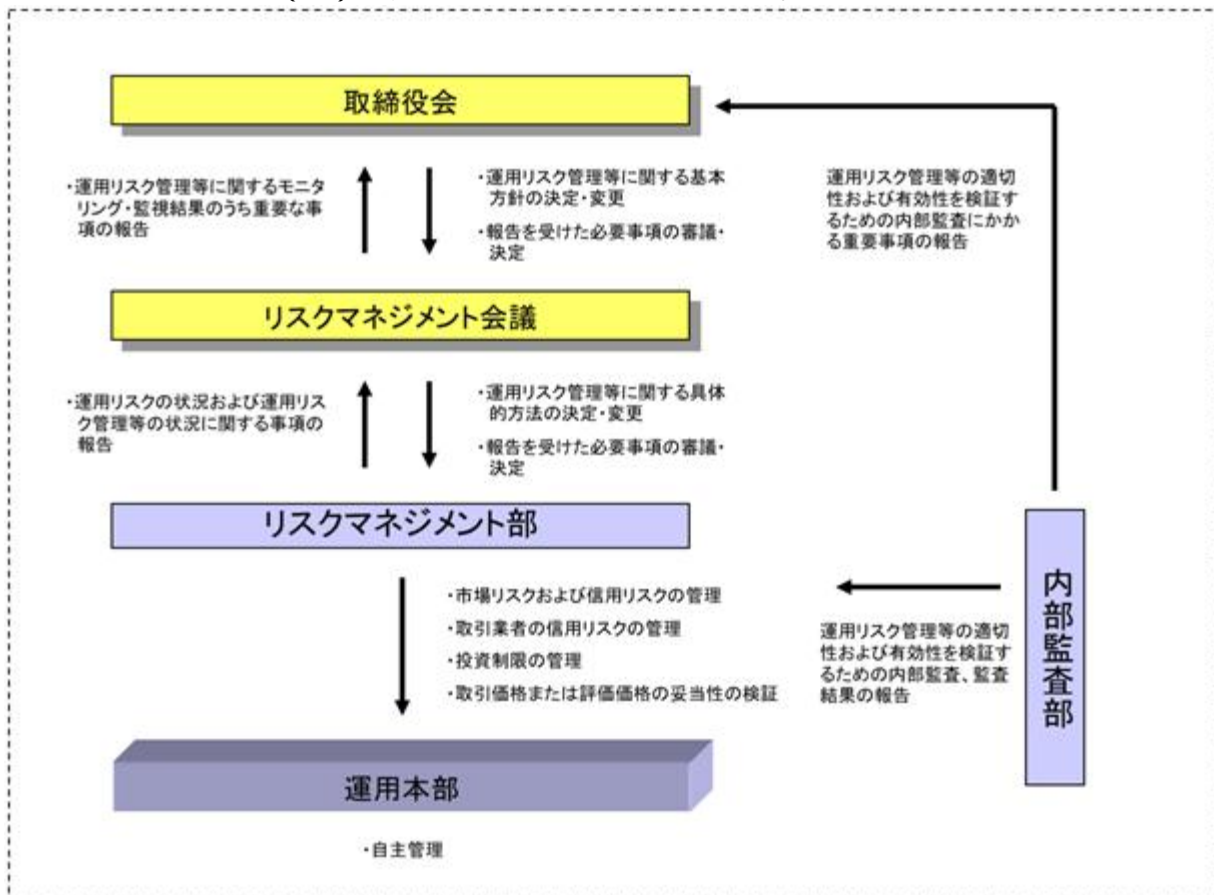 取締役会
・運用リスク管理等に関するモニ
タリング・監視結果のうち重要な事
項の報告
・運用リスク管理等に関する基本
方針の決定・変更
・報告を受けた必要事項の審議・
決定
運用リスク管理等の適切
性および有効性を検証す
るための内部監査にかか
る重要事項の報告
リスクマネジメント会議
・運用リスクの状況および運用リス
ク管理等の状況に関する事項の
報告
・運用リスク管理等に関する具体
的方法の決定・変更
・報告を受けた必要事項の審議・
決定
リスクマネジメント部
・市場リスクおよび信用リスクの管理
・取引業者の信用リスクの管理
・投資制限の管理
・取引価格または評価価格の妥当性の検証
運用リスク管理等の適切
性および有効性を検証す
るための内部監査、監査
結果の報告
内部監査部
運用本部
・自主管理